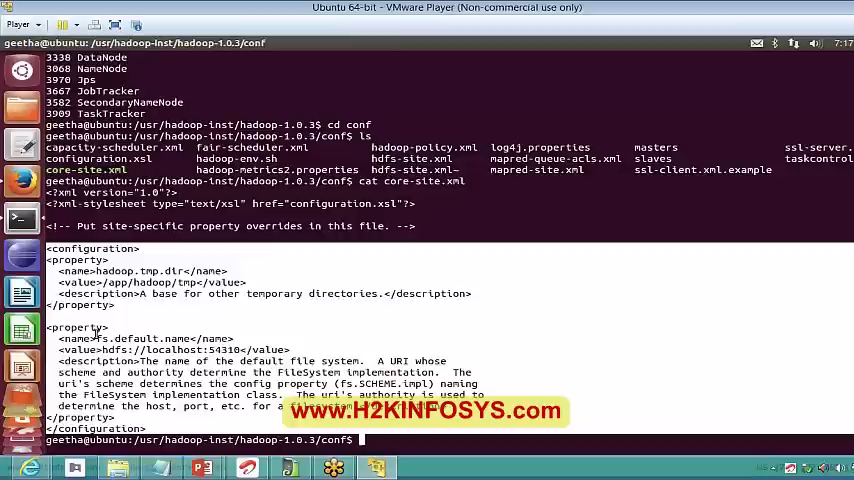 Ubuntu 64-bit - VMware Player (Non-commercial use only)
Player
geetha@ubuntu: /usr/hadoop-inst/hadoop-1.0.3/conf
7:17
3338 DataNode
3068 NameNode
3970 Jps
3667 JobTracker
3582 SecondaryNameNode
3909 TaskTracker
geetha@ubuntu:/usr/hadoop-inst/hadoop-1.0.3$ cd conf
geetha@ubuntu:/usr/hadoop-inst/hadoop-1.0.3/conf$ ls
capacity-scheduler.xml fair-scheduler.xml hadoop-policy.xml log4j.properties masters ssl-server.
configuration.xsl hadoop-env.sh hdfs-site.xml mapred-queue-acls.xml slaves taskcontrol
core-site.xml hadoop-metrics2.properties hdfs-site.xml~ mapred-site.xml ssl-client.xml.example
geetha@ubuntu:/usr/hadoop-inst/hadoop-1.0.3/conf$ cat core-site.xml
<?xml version="1.0"?>
<?xml-stylesheet type="text/xsl" href="configuration.xsl"?>
<!-- Put site-specific property overrides in this file. -->
<configuration>
<property>
<name>hadoop.tmp.dir</name>
<value>/app/hadoop/tmp</value>
<description>A base for other temporary directories.</description>
</property>
<property>
<name>fs.default.name</name>
<value>hdfs://localhost:54310</value>
<description>The name of the default file system. A URI whose
scheme and authority determine the FileSystem implementation. The
uri's scheme determines the config property (fs.SCHEME.impl) naming
the FileSystem implementation class. The uri's authority is used to
determine the host, port, etc. for a
www.H2KINFOSYS.com
</property>
</configuration>
geetha@ubuntu:/usr/hadoop-inst/hadoop-1.0.3/conf$